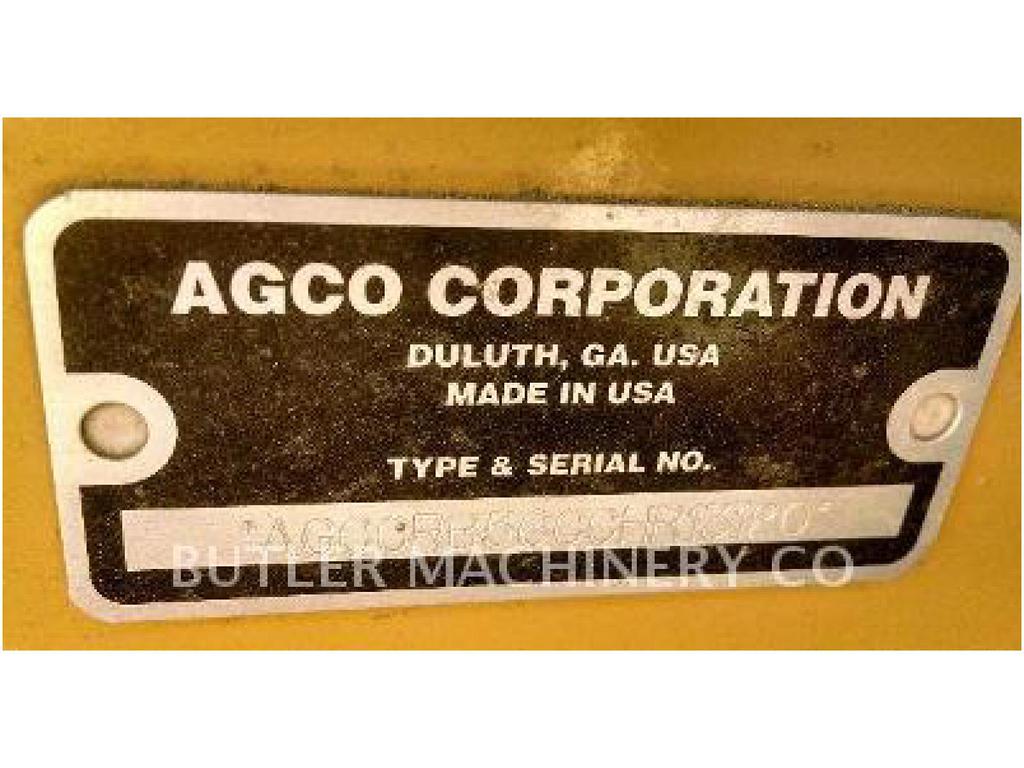 AGCO CORPORATION
DULUTH, GA. USA
MADE IN USA
TYPE & SERIAL NO.
BUTLER MACHINERY CO